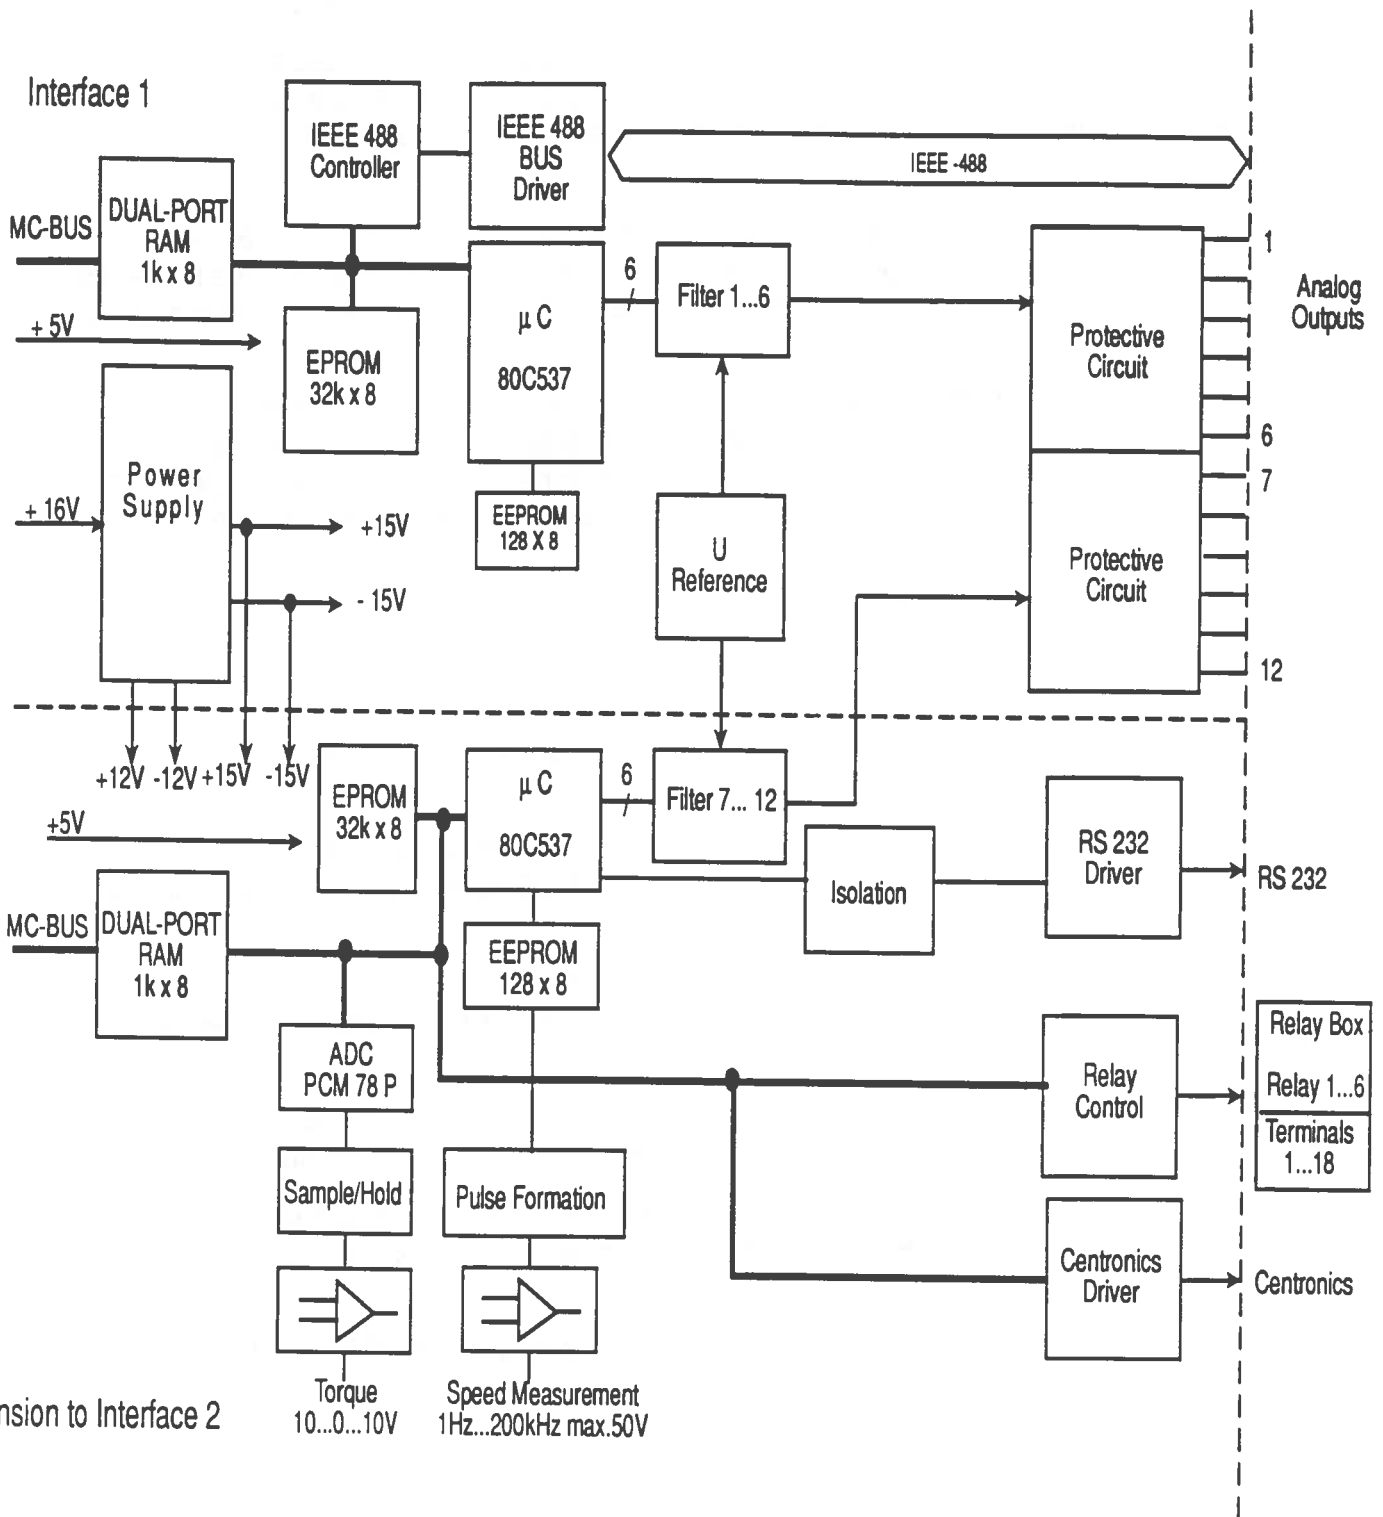 Interface 1
IEEE 488
Controller
IEEE 488
BUS
Driver
IEEE -488
MC-BUS
DUAL-PORT
RAM
1k x 8
+ 5V
EPROM
32k x 8
µ C
80C537
6
Filter 1...6
Protective
Circuit
1
6
Analog
Outputs
Power
Supply
+ 16V
+15V
- 15V
EEPROM
128 X 8
U
Reference
Protective
Circuit
7
12
+12V
-12V
+15V
-15V
+5V
EPROM
32k x 8
µ C
80C537
6
Filter 7... 12
Isolation
RS 232
Driver
RS 232
MC-BUS
DUAL-PORT
RAM
1k x 8
EEPROM
128 x 8
ADC
PCM 78 P
Relay
Control
Relay Box
Relay 1...6
Terminals
1...18
Sample/Hold
Pulse Formation
Centronics
Driver
Centronics
Torque
10...0...10V
Speed Measurement
1Hz...200kHz max.50V
nsion to Interface 2